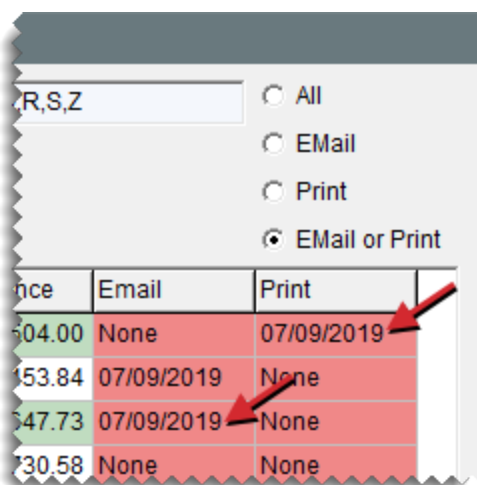 R,S,Z
All
EMail
Print
EMail or Print
nce Email Print
504.00 None 07/09/2019
453.84 07/09/2019 None
547.73 07/09/2019 None
730.58 None None